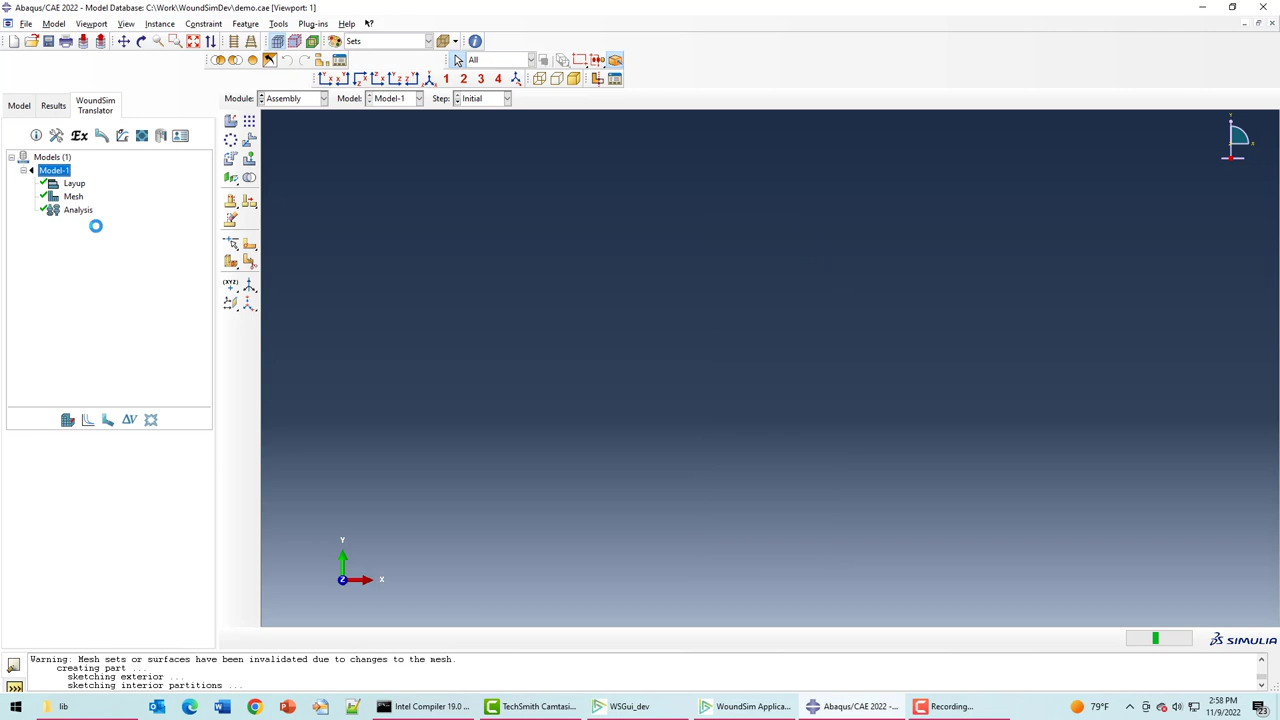 Abaqus/CAE 2022 - Model Database: C:\Work\WoundSimDev\demo.cae [Viewport: 1]
File Model Viewport View Instance Constraint Feature Tools Plug-ins Help
Sets
All
1 2 3 4
Model Results WoundSim Translator
Module: Assembly Model: Model-1 Step: Initial
Ex
Models (1)
Model-1
Layup
Mesh
Analysis
(XYZ)
ΔV
Y
X
Y
Z
X
SIMULIA
Warning: Mesh sets or surfaces have been invalidated due to changes to the mesh.
creating part ...
sketching exterior ...
sketching interior partitions ...
lib
Intel Compiler 19.0 ...
TechSmith Camtasi...
WSGui_dev
WoundSim Applica...
Abaqus/CAE 2022 -...
Recording...
79°F
2:58 PM
11/9/2022